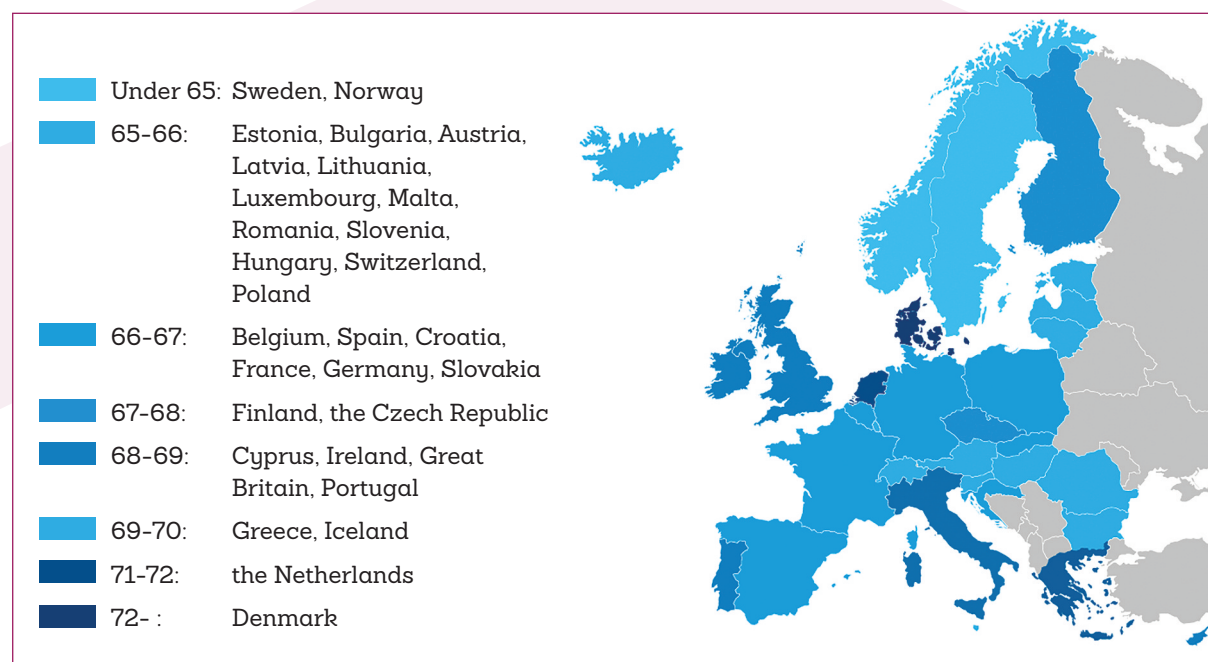 Under 65: Sweden, Norway
65-66: Estonia, Bulgaria, Austria,
Latvia, Lithuania,
Luxembourg, Malta,
Romania, Slovenia,
Hungary, Switzerland,
Poland
66-67: Belgium, Spain, Croatia,
France, Germany, Slovakia
67-68: Finland, the Czech Republic
68-69: Cyprus, Ireland, Great
Britain, Portugal
69-70: Greece, Iceland
71-72: the Netherlands
72- : Denmark